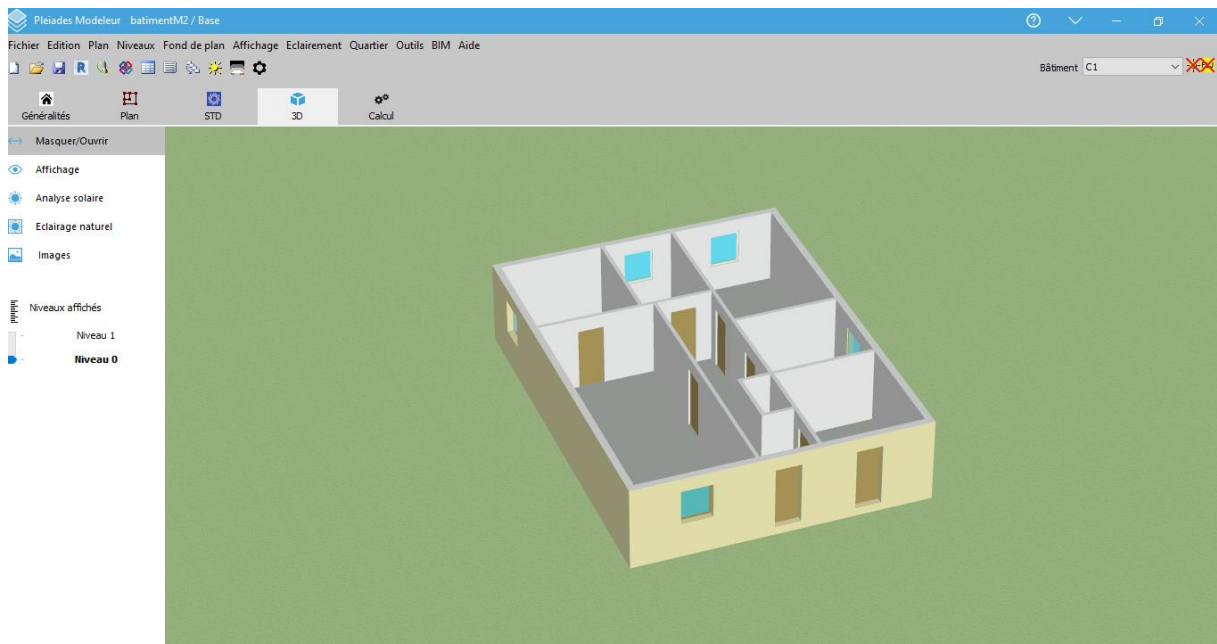 Pleiades Modeleur batimentM2 / Base
Fichier Edition Plan Niveaux Fond de plan Affichage Eclairement Quartier Outils BIM Aide
R
Bâtiment C1
Généralités Plan STD 3D Calcul
Masquer/Ouvrir
Affichage
Analyse solaire
Eclairage naturel
Images
Niveaux affichés
Niveau 1
Niveau 0